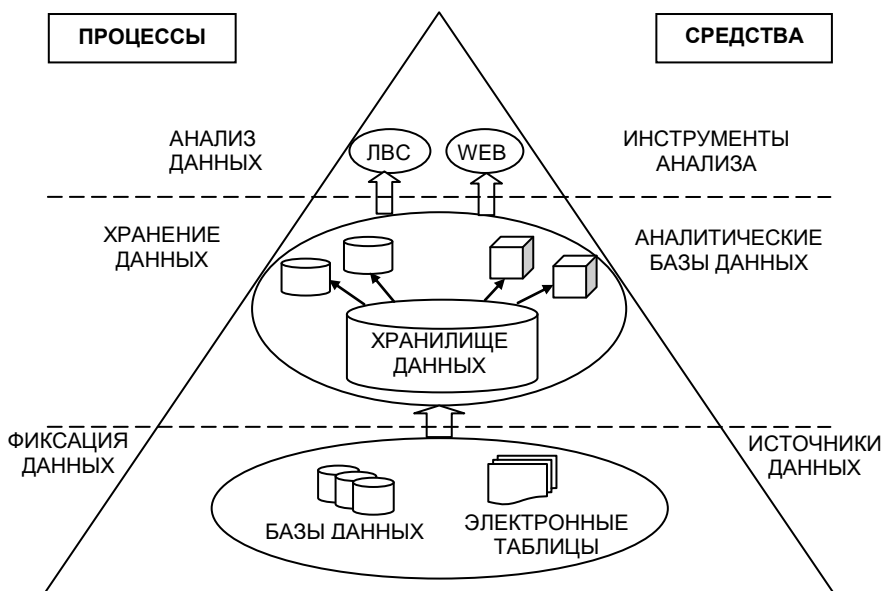 ПРОЦЕССЫ
СРЕДСТВА
АНАЛИЗ
ДАННЫХ
ЛВС
WEB
ИНСТРУМЕНТЫ
АНАЛИЗА
ХРАНЕНИЕ
ДАННЫХ
АНАЛИТИЧЕСКИЕ
БАЗЫ ДАННЫХ
ХРАНИЛИЩЕ
ДАННЫХ
ФИКСАЦИЯ
ДАННЫХ
ИСТОЧНИКИ
ДАННЫХ
БАЗЫ ДАННЫХ
ЭЛЕКТРОННЫЕ
ТАБЛИЦЫ